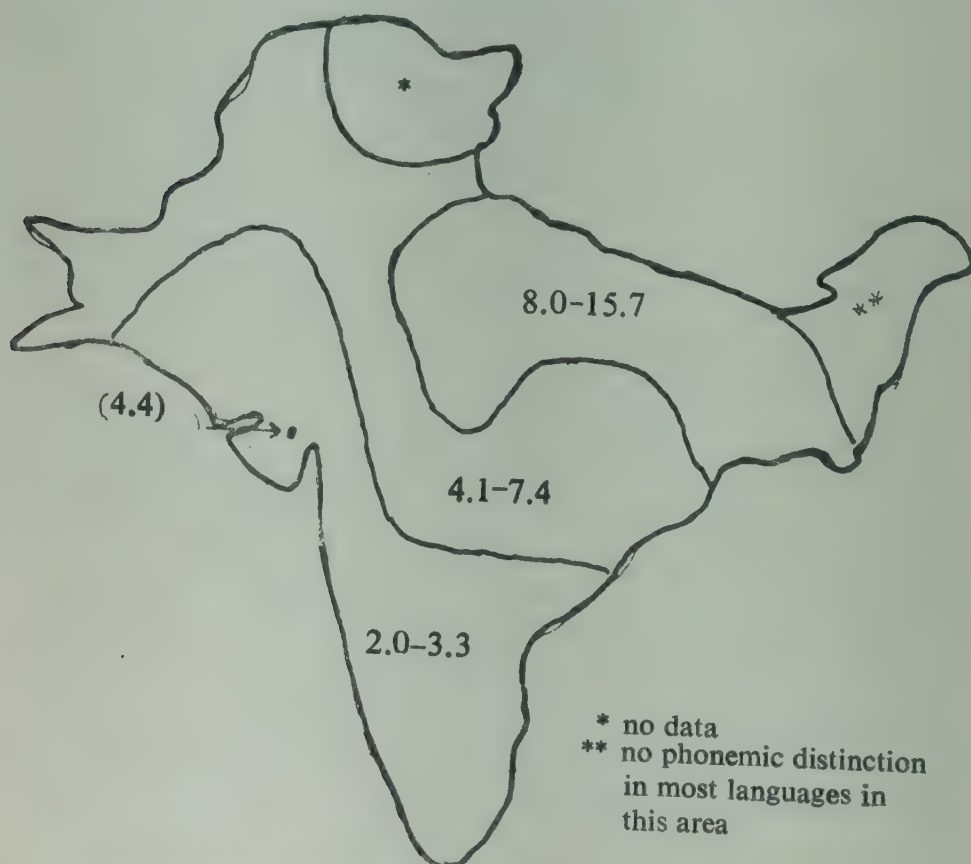 *
8.0–15.7
**
(4.4)
4.1–7.4
2.0–3.3
* no data
** no phonemic distinction
in most languages in
this area